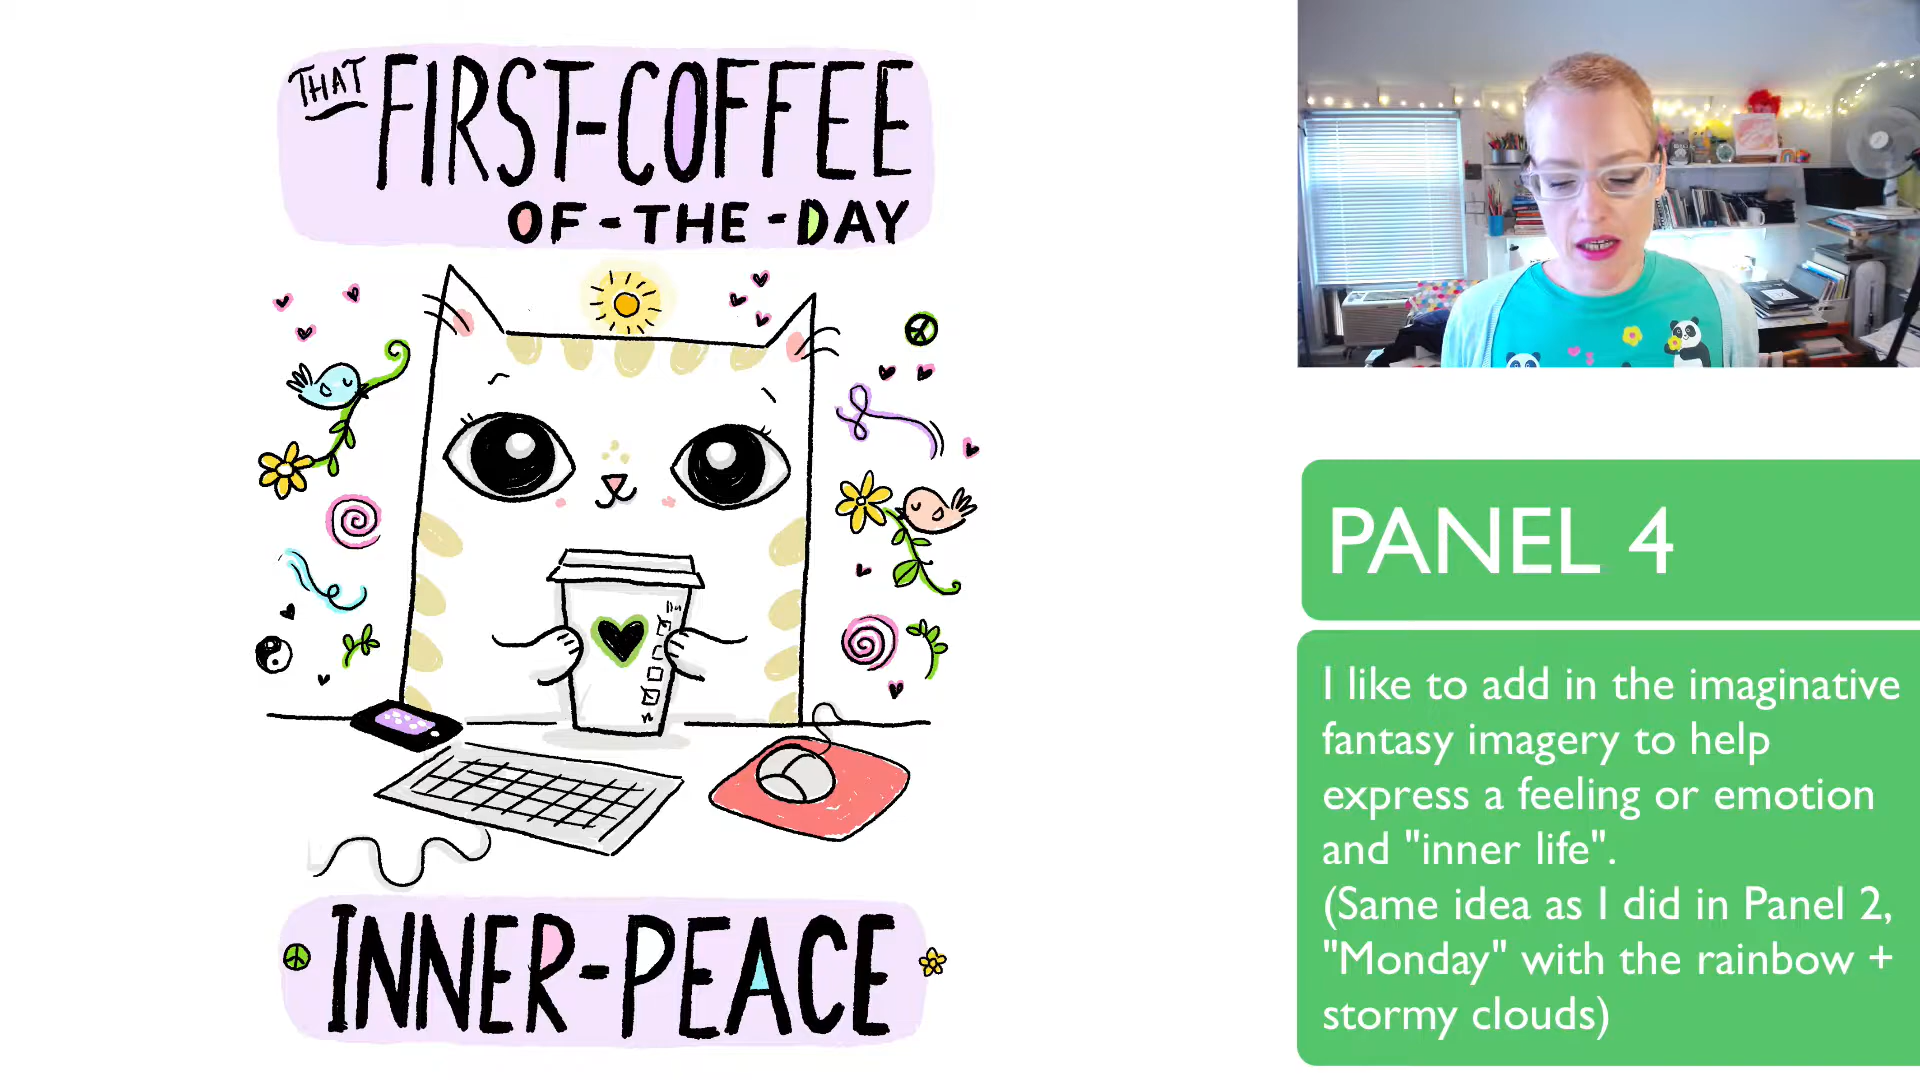 THAT FIRST-COFFEE
OF-THE-DAY
INNER-PEACE
PANEL 4
I like to add in the imaginative
fantasy imagery to help
express a feeling or emotion
and "inner life".
(Same idea as I did in Panel 2,
"Monday" with the rainbow +
stormy clouds)